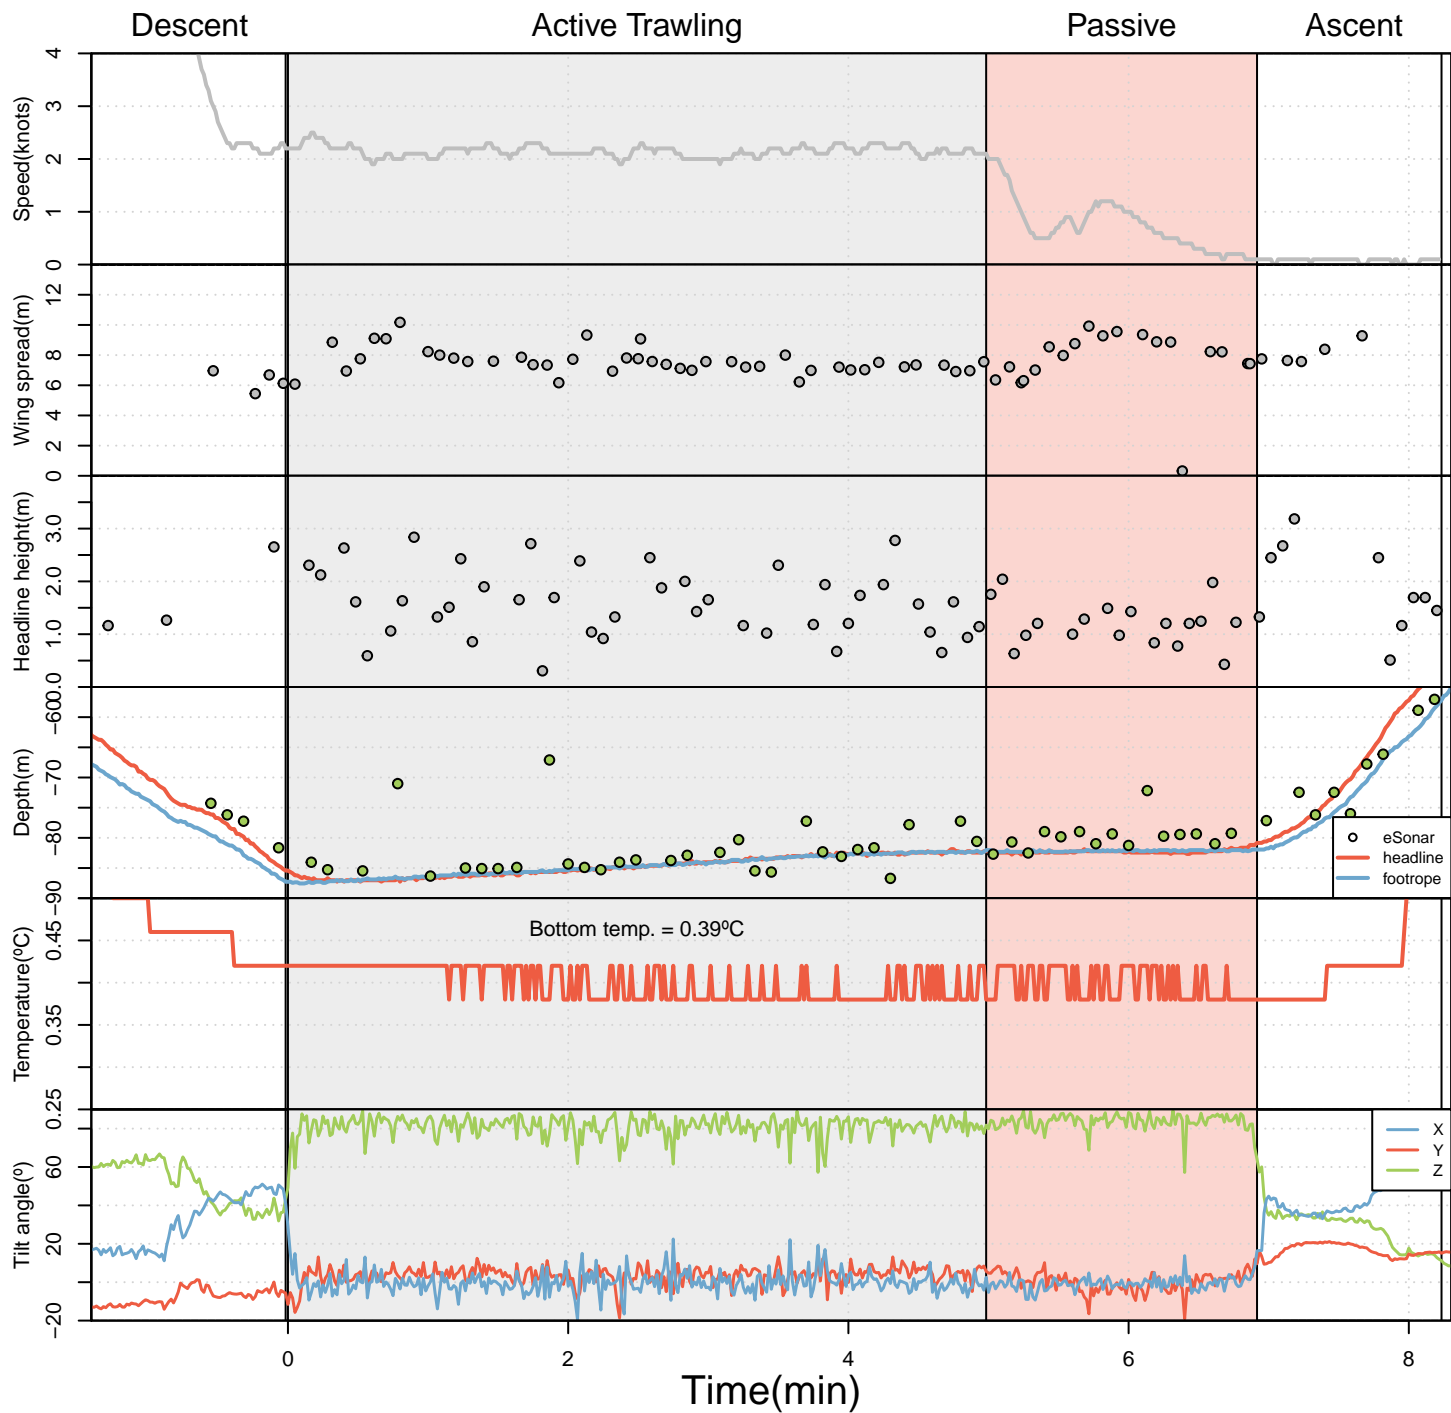 Descent Active Trawling Passive Ascent
Speed(knots)
4
3
2
1
0
Wing spread(m)
12
8
6
4
2
0
Headline height(m)
3.0
2.0
1.0
0.0
Depth(m)
−60
−70
−80
−90
eSonar
headline
footrope
Temperature(ºC)
0.45
0.35
0.25
Bottom temp. = 0.39ºC
Tilt angle(º)
60
20
−20
X
Y
Z
0 2 4 6 8
Time(min)